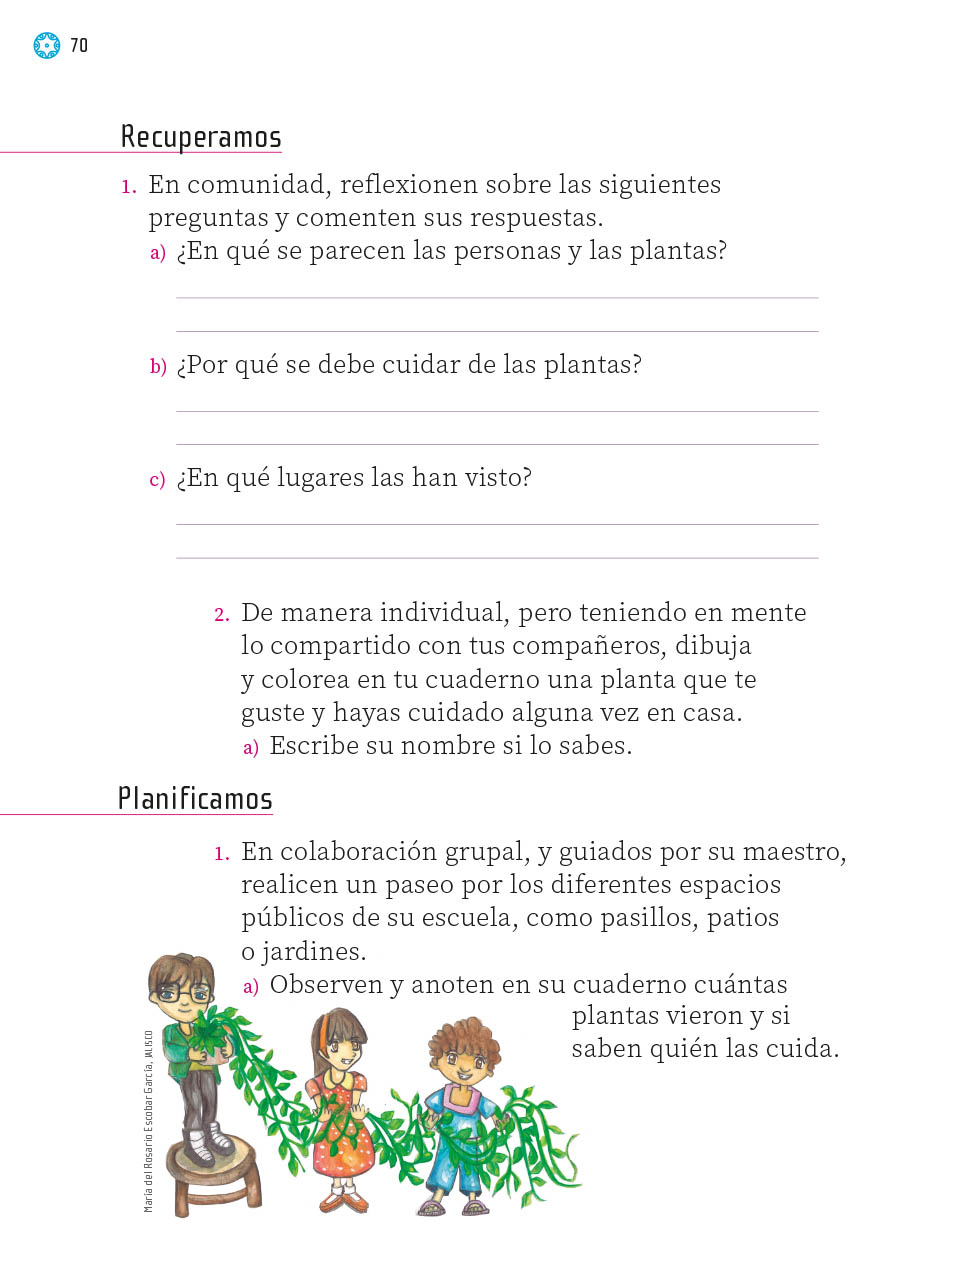 70
Recuperamos
1. En comunidad, reflexionen sobre las siguientes
preguntas y comenten sus respuestas.
a) ¿En qué se parecen las personas y las plantas?
b) ¿Por qué se debe cuidar de las plantas?
c) ¿En qué lugares las han visto?
2. De manera individual, pero teniendo en mente
lo compartido con tus compañeros, dibuja
y colorea en tu cuaderno una planta que te
guste y hayas cuidado alguna vez en casa.
a) Escribe su nombre si lo sabes.
Planificamos
1. En colaboración grupal, y guiados por su maestro,
realicen un paseo por los diferentes espacios
públicos de su escuela, como pasillos, patios
o jardines.
a) Observen y anoten en su cuaderno cuántas
plantas vieron y si
saben quién las cuida.
María del Rosario Escobar García, JALISCO